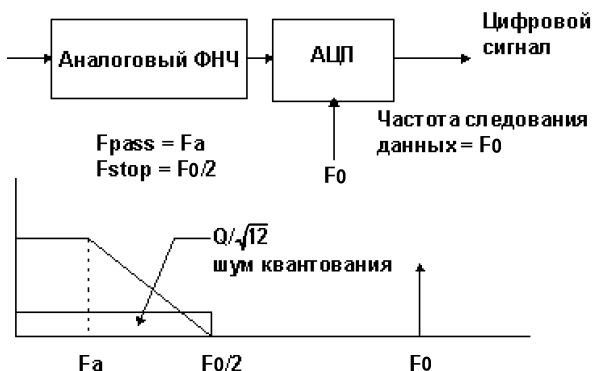 Аналоговый ФНЧ
АЦП
Цифровой
сигнал
Частота следования
данных = F0
Fpass = Fa
Fstop = F0/2
F0
Q/√12
шум квантования
Fa
F0/2
F0